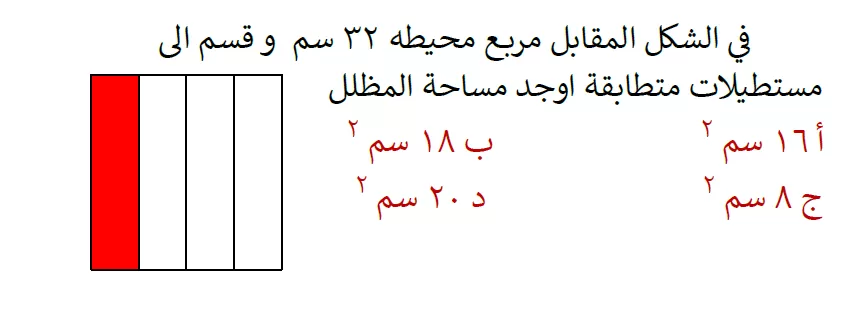 في الشكل المقابل مربع محيطه ٣٢ سم و قسم الى
مستطيلات متطابقة اوجد مساحة المظلل
أ ١٦ سم ٢ ب ١٨ سم ٢
ج ٨ سم ٢ د ٢٠ سم ٢